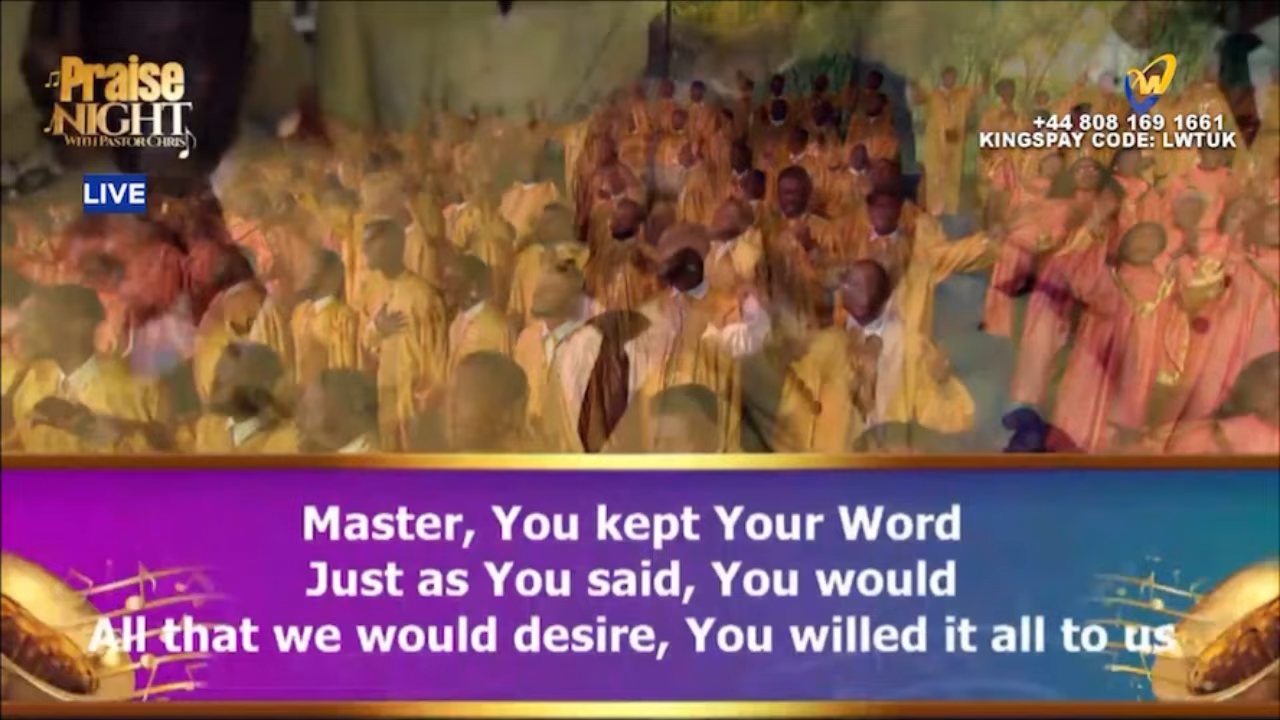 Praise
NIGHT
WITH PASTOR CHRIS
LIVE
W
+44 808 169 1661
KINGSPAY CODE: LWTUK
Master, You kept Your Word
Just as You said, You would
All that we would desire, You willed it all to us